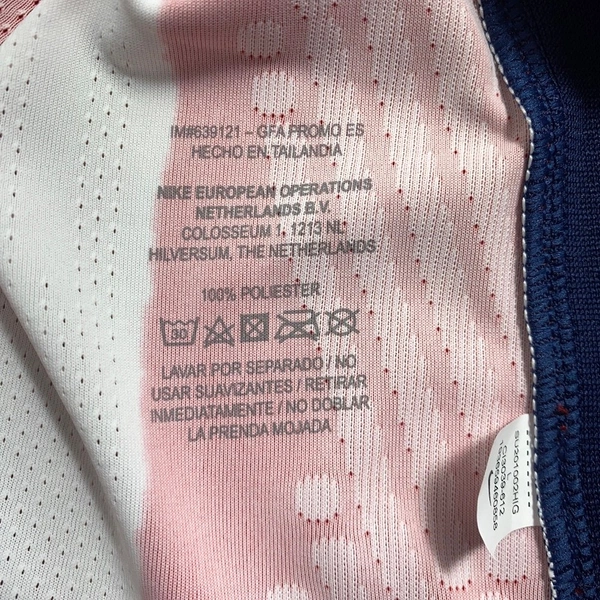 IM#639121 – GFA PROMO ES
HECHO EN TAILANDIA
NIKE EUROPEAN OPERATIONS
NETHERLANDS B.V.
COLOSSEUM 1, 1213 NL
HILVERSUM, THE NETHERLANDS
100% POLIESTER
LAVAR POR SEPARADO / NO
USAR SUAVIZANTES / RETIRAR
INMEDIATAMENTE / NO DOBLAR
LA PRENDA MOJADA
SU201002HIG
L